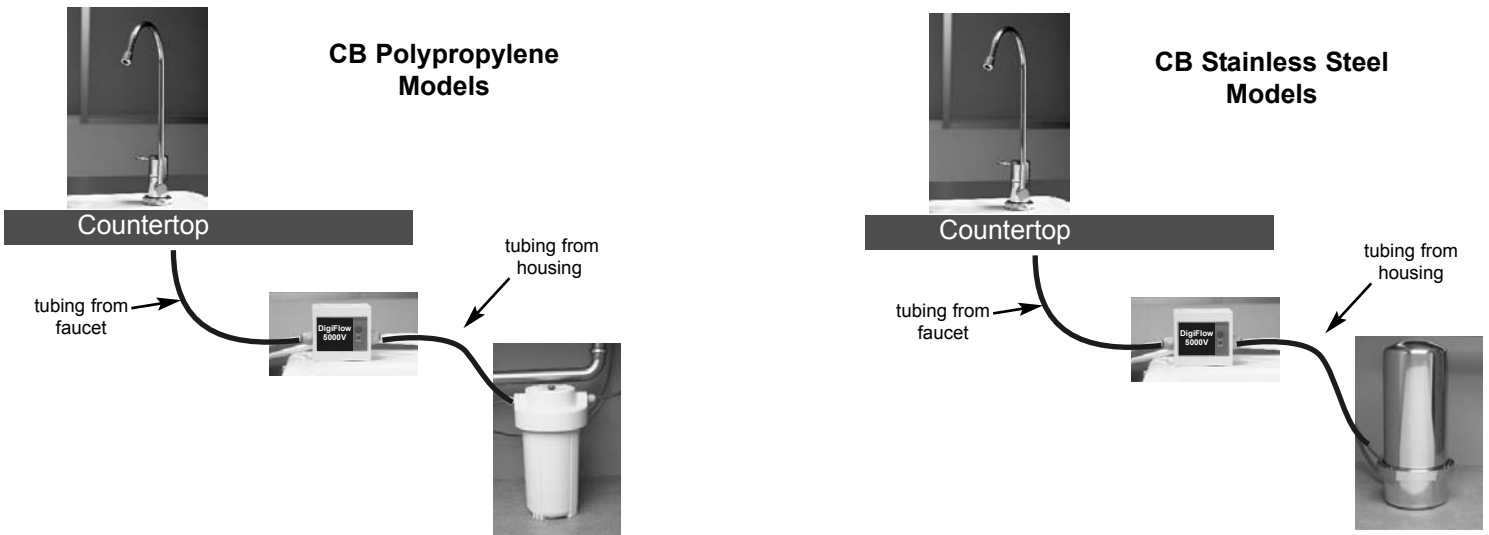 CB Polypropylene
Models
Countertop
tubing from
housing
tubing from
faucet
DigiFlow
5000V
CB Stainless Steel
Models
Countertop
tubing from
housing
tubing from
faucet
DigiFlow
5000V